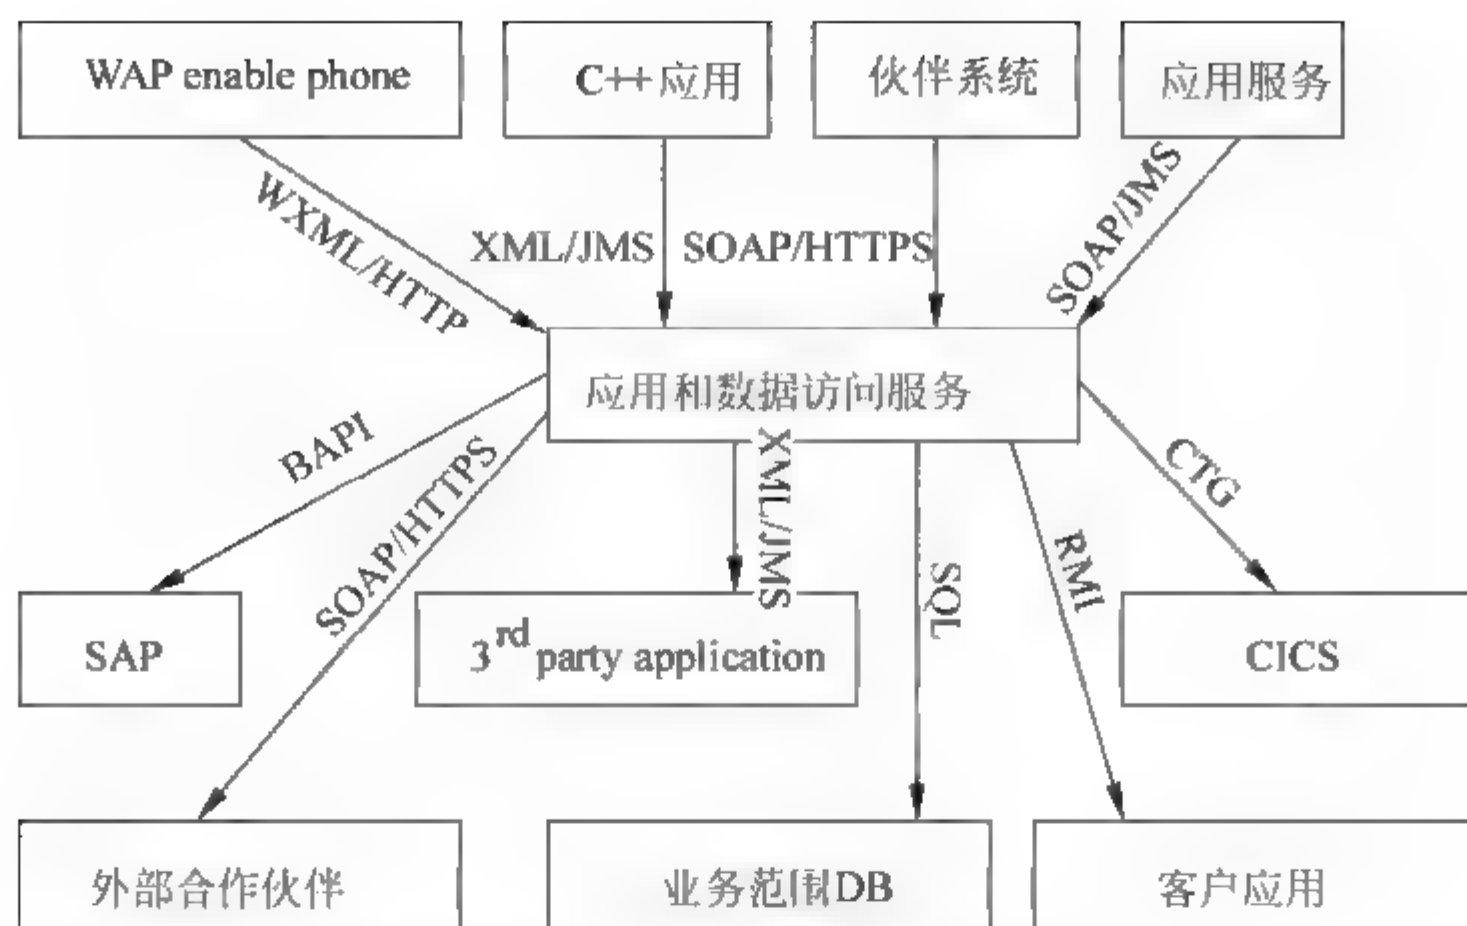 WAP enable phone
C++应用
伙伴系统
应用服务
WXML/HTTP
XML/JMS
SOAP/HTTPS
SOAP/JMS
应用和数据访问服务
BAPI
SOAP/HTTPS
XML/JMS
SQL
RMI
CTG
SAP
3rd party application
CICS
外部合作伙伴
业务范围DB
客户应用